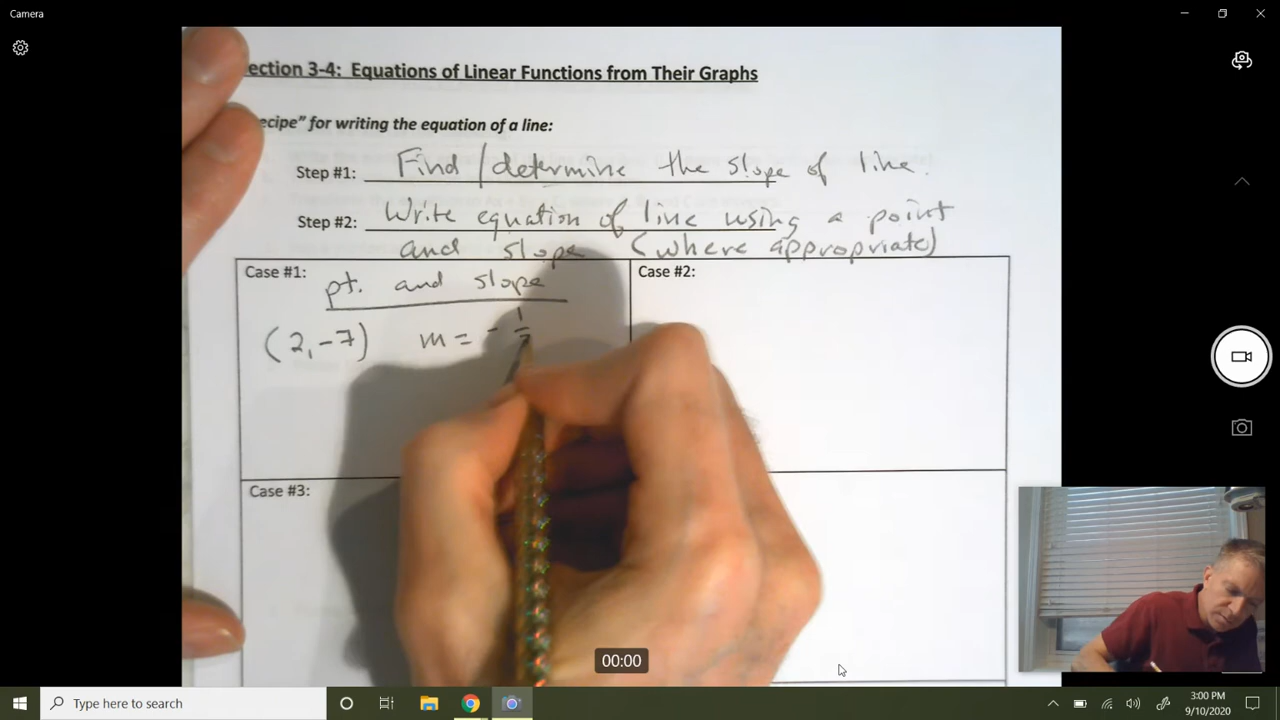 Camera
ection 3-4: Equations of Linear Functions from Their Graphs
ecipe" for writing the equation of a line:
Step #1: Find/determine the slope of line.
Step #2: Write equation of line using a point
and slope (where appropriate)
Case #1: pt. and slope
(2,-7) m = -
Case #2:
Case #3:
00:00
Type here to search
3:00 PM
9/10/2020